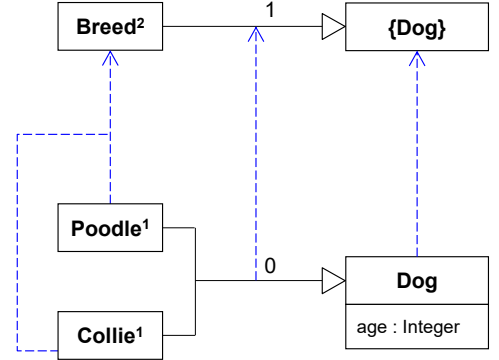 1
Breed²
{Dog}
Poodle¹
0
Dog
age : Integer
Collie¹